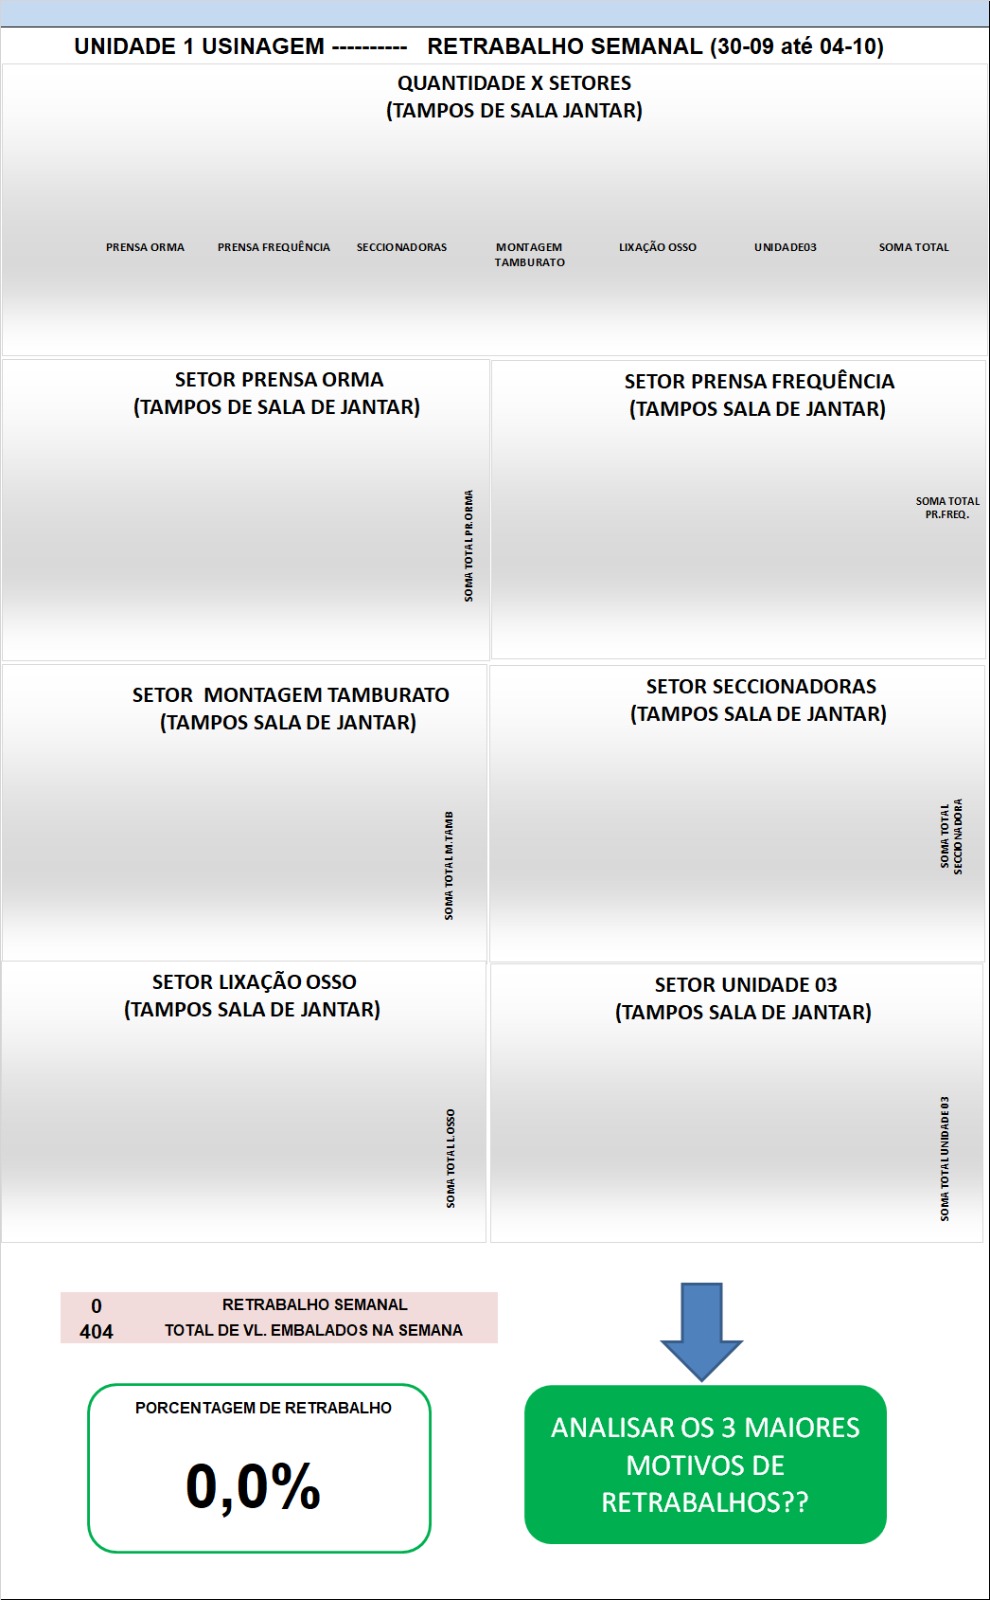 UNIDADE 1 USINAGEM ---------- RETRABALHO SEMANAL (30-09 até 04-10)
QUANTIDADE X SETORES
(TAMPOS DE SALA JANTAR)
PRENSA ORMA
PRENSA FREQUÊNCIA
SECCIONADORAS
MONTAGEM
TAMBURATO
LIXAÇÃO OSSO
UNIDADE03
SOMA TOTAL
SETOR PRENSA ORMA
(TAMPOS DE SALA DE JANTAR)
SOMA TOTAL PR.ORMA
SETOR PRENSA FREQUÊNCIA
(TAMPOS SALA DE JANTAR)
SOMA TOTAL
PR.FREQ.
SETOR  MONTAGEM TAMBURATO
(TAMPOS SALA DE JANTAR)
SOMA TOTAL M.TAMB
SETOR SECCIONADORAS
(TAMPOS SALA DE JANTAR)
SOMA TOTAL
SECCIONADORA
SETOR LIXAÇÃO OSSO
(TAMPOS SALA DE JANTAR)
SOMA TOTAL L.OSSO
SETOR UNIDADE 03
(TAMPOS SALA DE JANTAR)
SOMA TOTAL UNIDADE 03
0 RETRABALHO SEMANAL
404 TOTAL DE VL. EMBALADOS NA SEMANA
PORCENTAGEM DE RETRABALHO
0,0%
ANALISAR OS 3 MAIORES
MOTIVOS DE
RETRABALHOS??